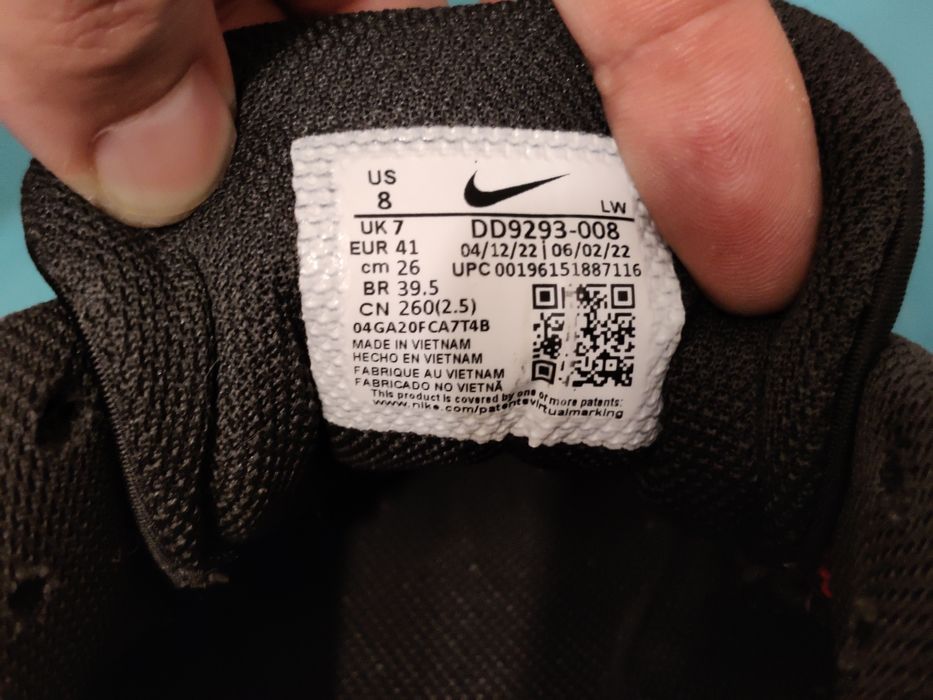 US
8
LW
UK 7
DD9293-008
EUR 41
04/12/22 | 06/02/22
cm 26
UPC 00196151887116
BR 39.5
CN 260(2.5)
04GA20FCA7T4B
MADE IN VIETNAM
HECHO EN VIETNAM
FABRIQUE AU VIETNAM
FABRICADO NO VIETNÃ
This product is covered by one or more patents:
www.nike.com/patentsvirtualmarking